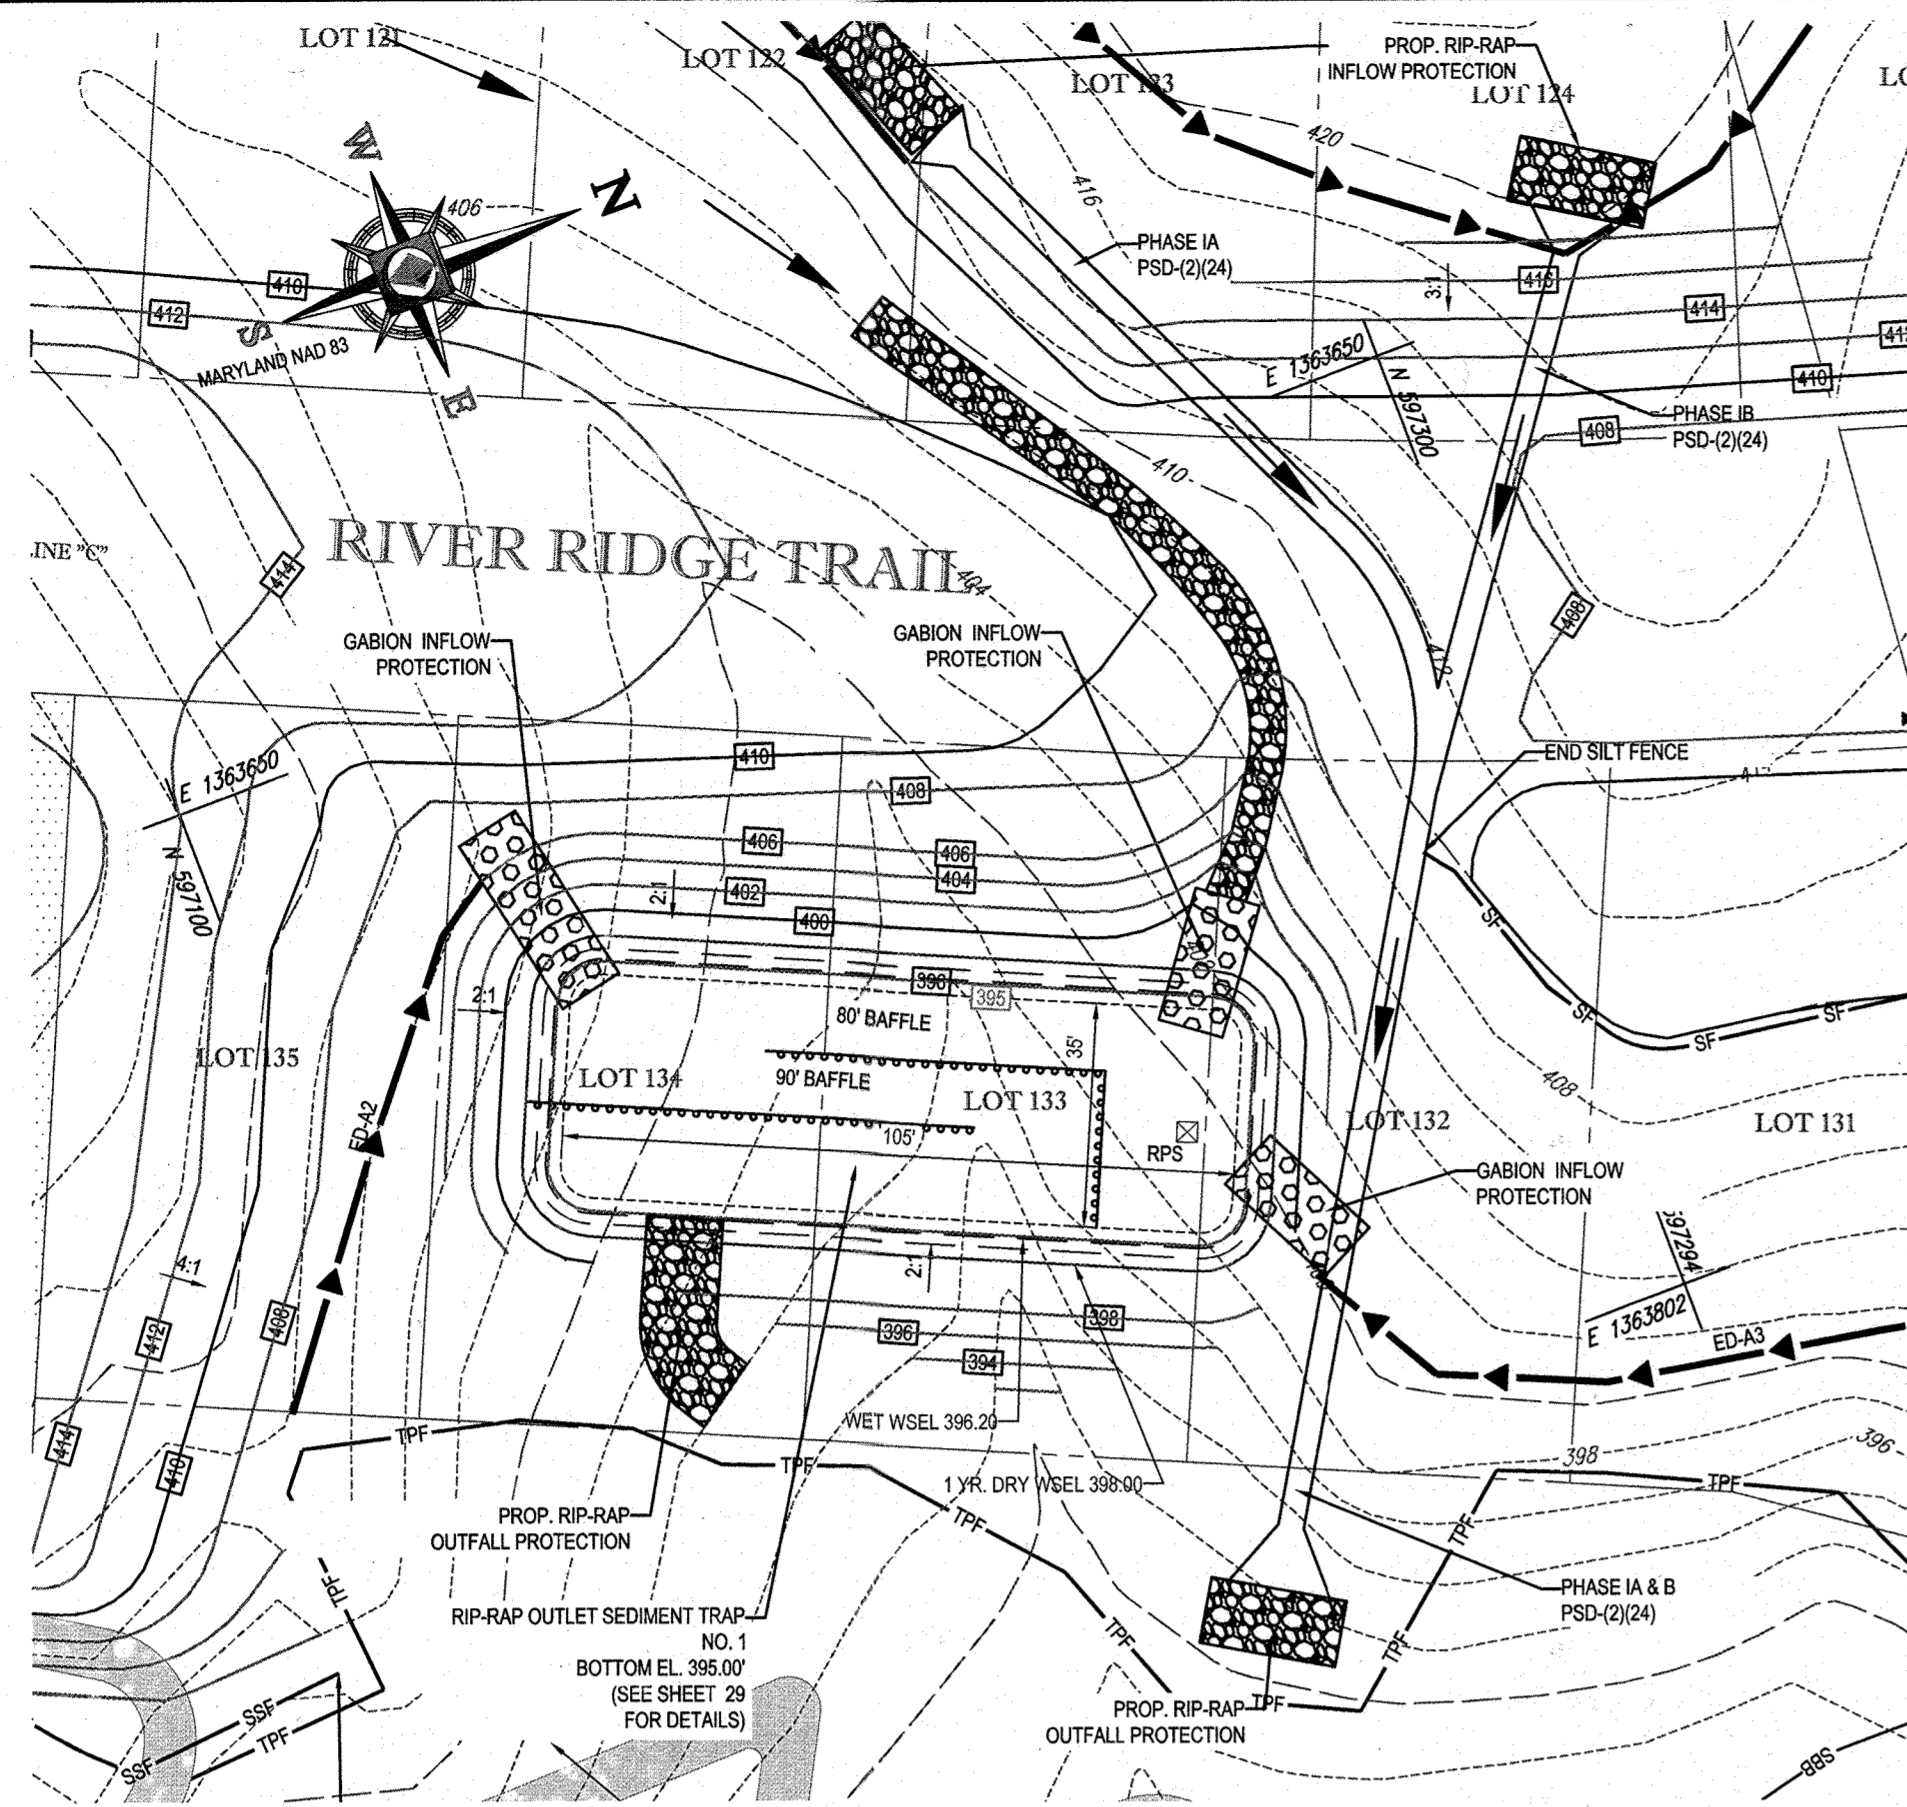 LOT 121
LOT 122
LOT 123
PROP. RIP-RAP
INFLOW PROTECTION
LOT 124
420
416
W
N
S
E
406
MARYLAND NAD 83
410
412
PHASE IA
PSD-(2)(24)
3:1
416
414
410
E 1363650
N 597300
PHASE IB
PSD-(2)(24)
408
410
RIVER RIDGE TRAIL
404
INE "C"
414
408
412
GABION INFLOW
PROTECTION
GABION INFLOW
PROTECTION
END SILT FENCE
E 1363650
N 597100
410
408
406
406
404
402
400
2:1
2:1
396
395
80' BAFFLE
90' BAFFLE
35'
105'
LOT 135
LOT 134
LOT 133
LOT 132
LOT 131
RPS
SF
SF
SF
SF
408
ED-A2
GABION INFLOW
PROTECTION
597294
E 1363802
ED-A3
4:1
2:1
412
408
398
396
394
WET WSEL 396.20
1 YR. DRY WSEL 398.00
414
410
TPF
TPF
TPF
TPF
TPF
398
396
TPF
PROP. RIP-RAP
OUTFALL PROTECTION
RIP-RAP OUTLET SEDIMENT TRAP
NO. 1
BOTTOM EL. 395.00'
(SEE SHEET 29
FOR DETAILS)
PHASE IA & B
PSD-(2)(24)
TPF
TPF
TPF
PROP. RIP-RAP
OUTFALL PROTECTION
SSF
TPF
SSF
SBB